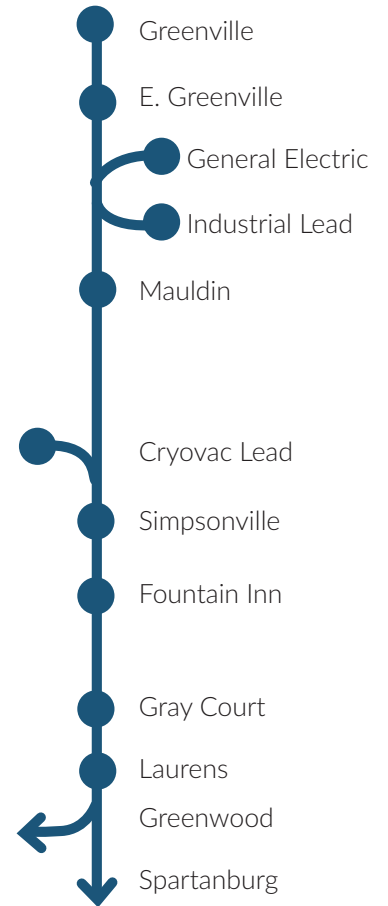 Greenville
E. Greenville
General Electric
Industrial Lead
Mauldin
Cryovac Lead
Simpsonville
Fountain Inn
Gray Court
Laurens
Greenwood
Spartanburg